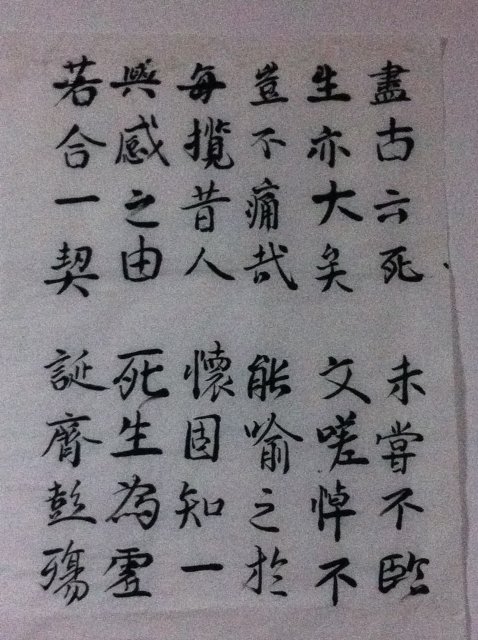 盡古云死
生亦大矣
豈不痛哉
每攬昔人
興感之由
若合一契
未嘗不臨
文嗟悼不
能喻之於
懷固知一
死生為虛
誕齊彭殤